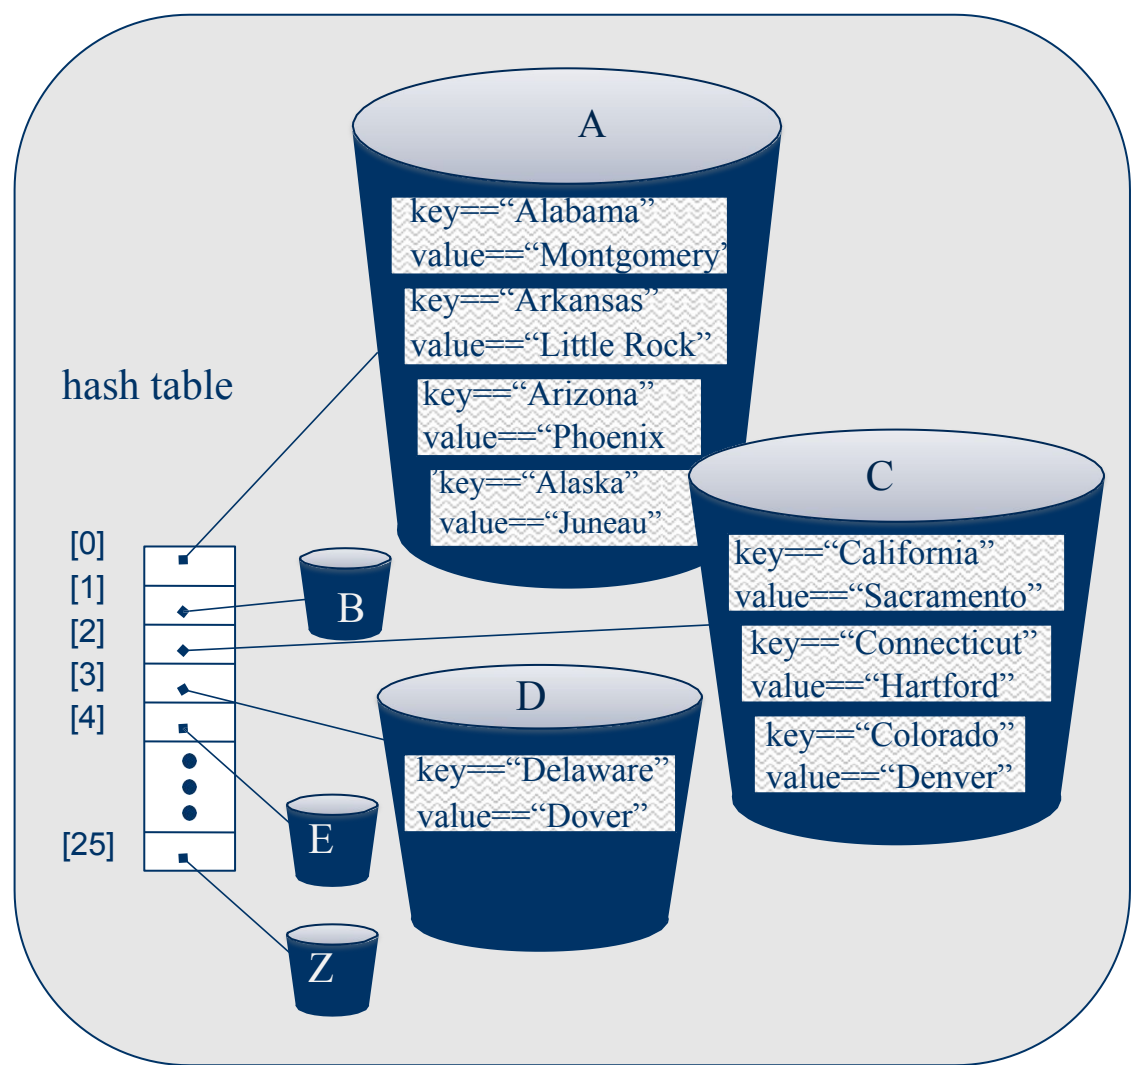 A
key==“Alabama”
value==“Montgomery’
key==“Arkansas”
value==“Little Rock”
hash table
key==“Arizona”
value==“Phoenix
’key==“Alaska”
value==“Juneau”
C
key==“California”
value==“Sacramento”
key==“Connecticut”
value==“Hartford”
key==“Colorado”
value==“Denver”
[0]
[1]
[2]
[3]
[4]
[25]
B
D
key==“Delaware”
value==“Dover”
E
Z